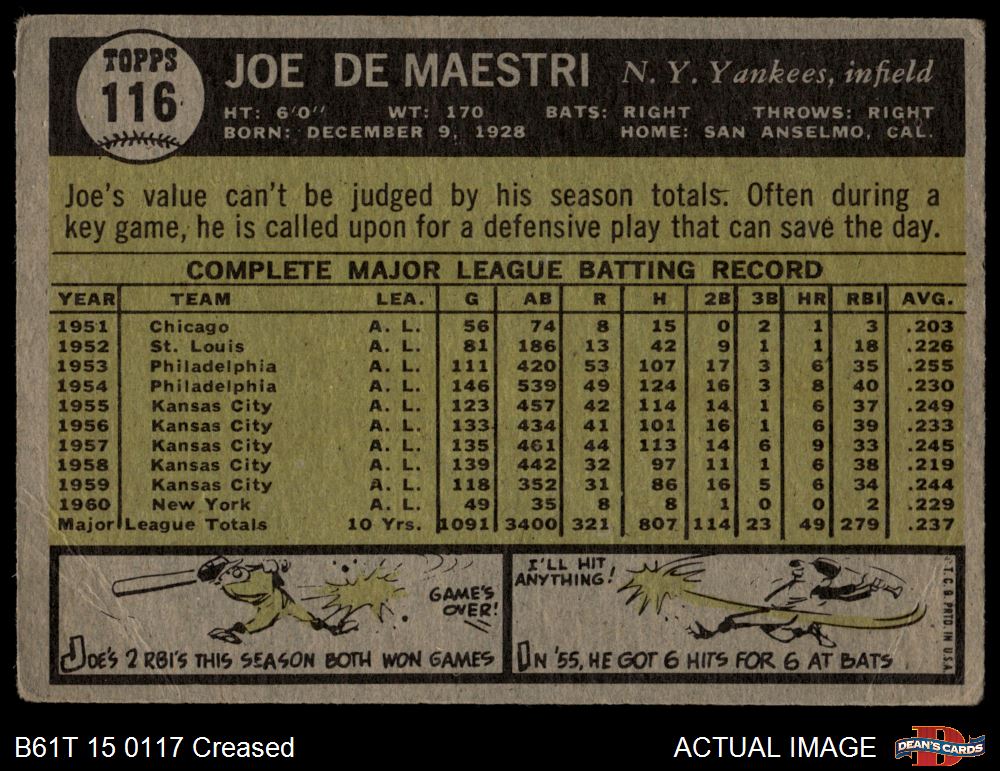 TOPPS
116
JOE DE MAESTRI N. Y. Yankees, infield
HT: 6'0" WT: 170 BATS: RIGHT THROWS: RIGHT
BORN: DECEMBER 9, 1928 HOME: SAN ANSELMO, CAL.
Joe's value can't be judged by his season totals. Often during a
key game, he is called upon for a defensive play that can save the day.
COMPLETE MAJOR LEAGUE BATTING RECORD
YEAR TEAM LEA. G AB R H 2B 3B HR RBI AVG.
1951 Chicago A. L. 56 74 8 15 0 2 1 3 .203
1952 St. Louis A. L. 81 186 13 42 9 1 1 18 .226
1953 Philadelphia A. L. 111 420 53 107 17 3 6 35 .255
1954 Philadelphia A. L. 146 539 49 124 16 3 8 40 .230
1955 Kansas City A. L. 123 457 42 114 14 1 6 37 .249
1956 Kansas City A. L. 133 434 41 101 16 1 6 39 .233
1957 Kansas City A. L. 135 461 44 113 14 6 9 33 .245
1958 Kansas City A. L. 139 442 32 97 11 1 6 38 .219
1959 Kansas City A. L. 118 352 31 86 16 5 6 34 .244
1960 New York A. L. 49 35 8 8 1 0 0 2 .229
Major League Totals 10 Yrs. 1091 3400 321 807 114 23 49 279 .237
GAME'S
OVER!
JOE'S 2 RBI'S THIS SEASON BOTH WON GAMES
I'LL HIT
ANYTHING!
IN '55, HE GOT 6 HITS FOR 6 AT BATS
T. C. G. PRTD. IN U.S.A.
B61T 15 0117 Creased
ACTUAL IMAGE
DEAN'S CARDS